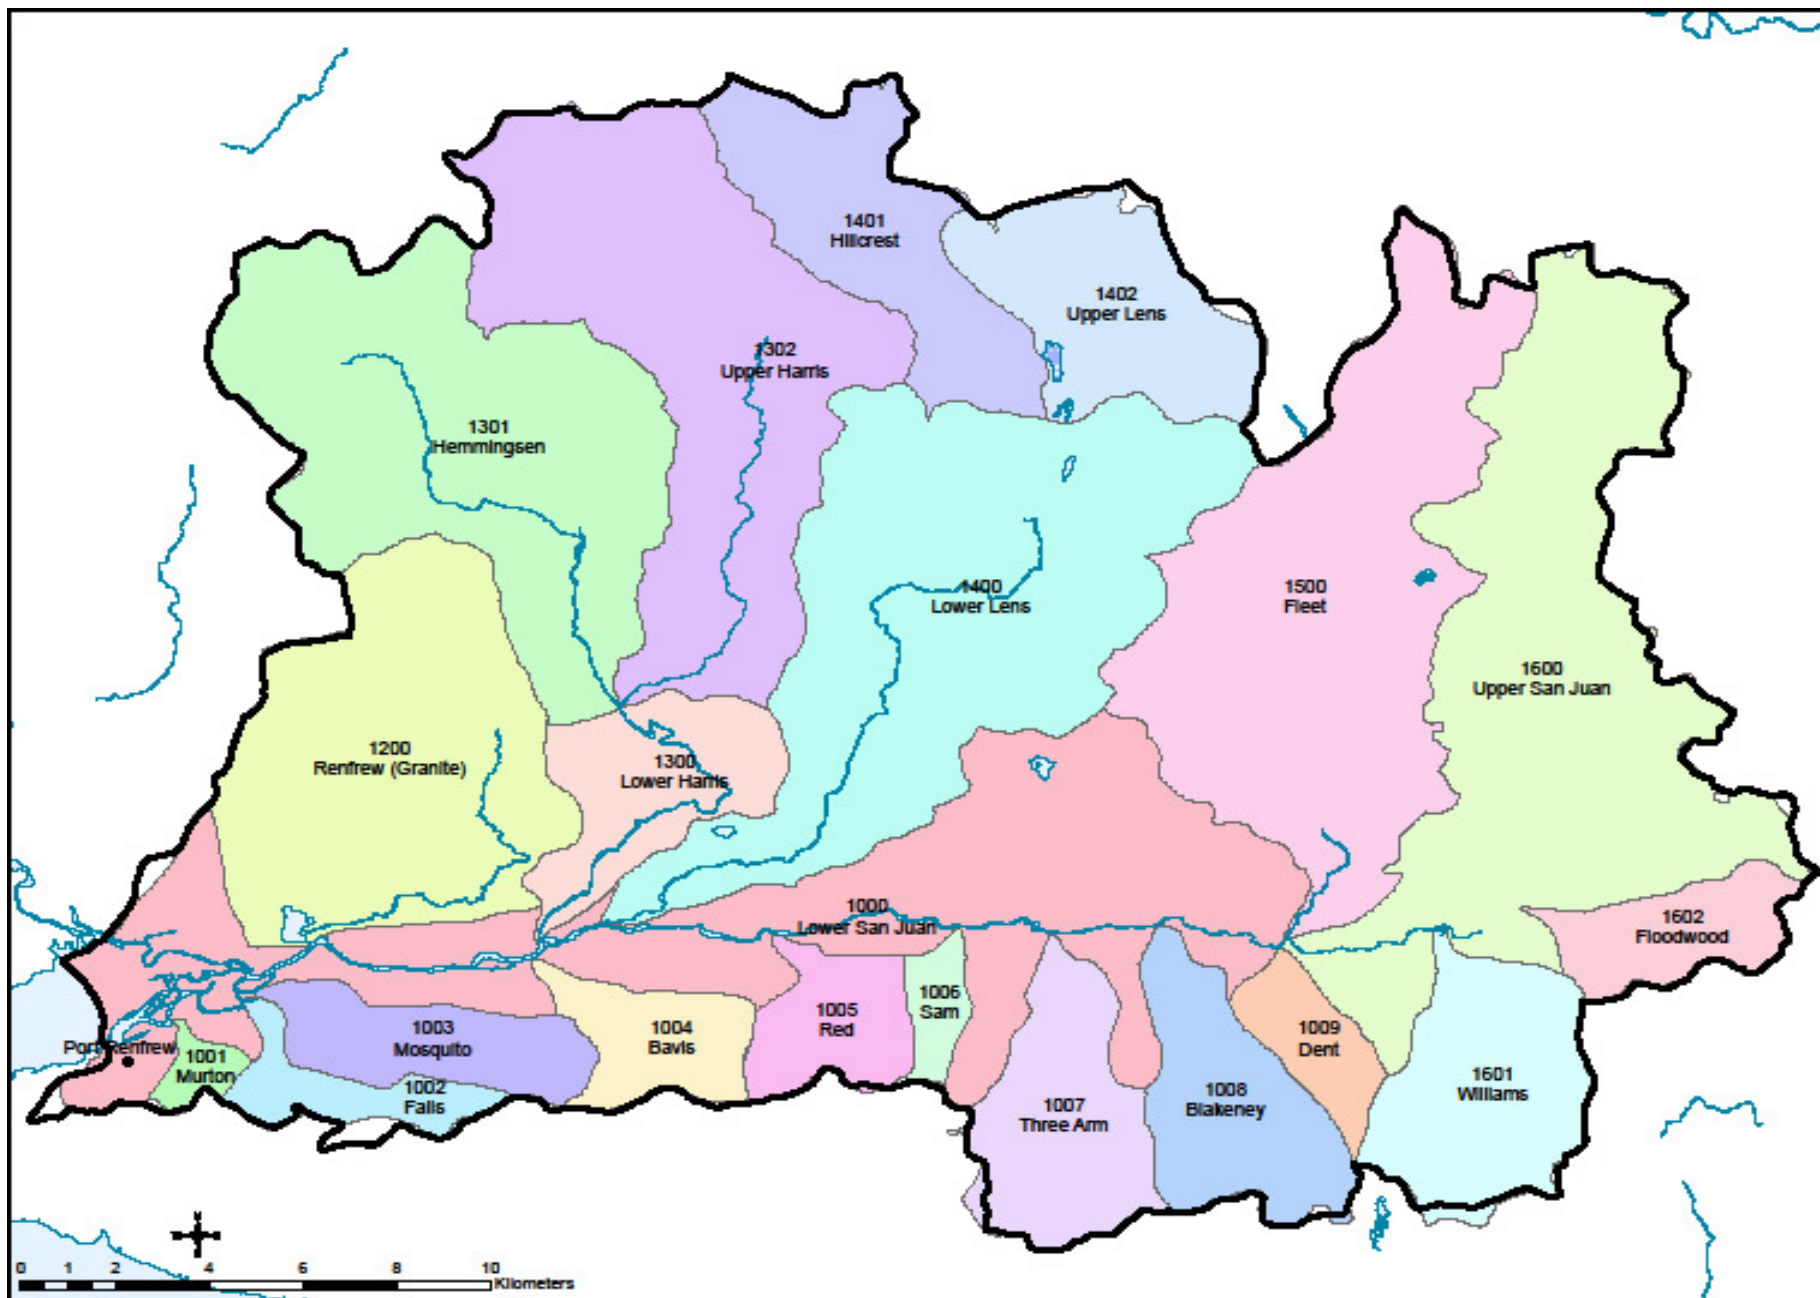 1401
Hillcrest
1402
Upper Lens
1302
Upper Harris
1301
Hemmingsen
1400
Lower Lens
1500
Fleet
1600
Upper San Juan
1200
Renfrew (Granite)
1300
Lower Harris
1000
Lower San Juan
1602
Floodwood
1003
Mosquito
1004
Bavis
1005
Red
1006
Sam
1009
Dent
Port Renfrew
1001
Murton
1002
Falls
1007
Three Arm
1008
Blakeney
1601
Williams
N
0 1 2 4 6 8 10
Kilometers